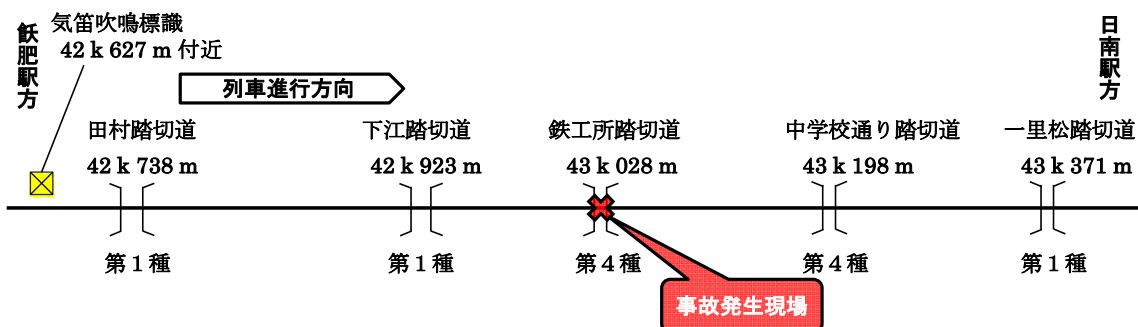 飫肥駅方
気笛吹鳴標識
42 k 627 m 付近
列車進行方向
日南駅方
田村踏切道
42 k 738 m
下江踏切道
42 k 923 m
鉄工所踏切道
43 k 028 m
中学校通り踏切道
43 k 198 m
一里松踏切道
43 k 371 m
第1種
第1種
第4種
第4種
第1種
事故発生現場